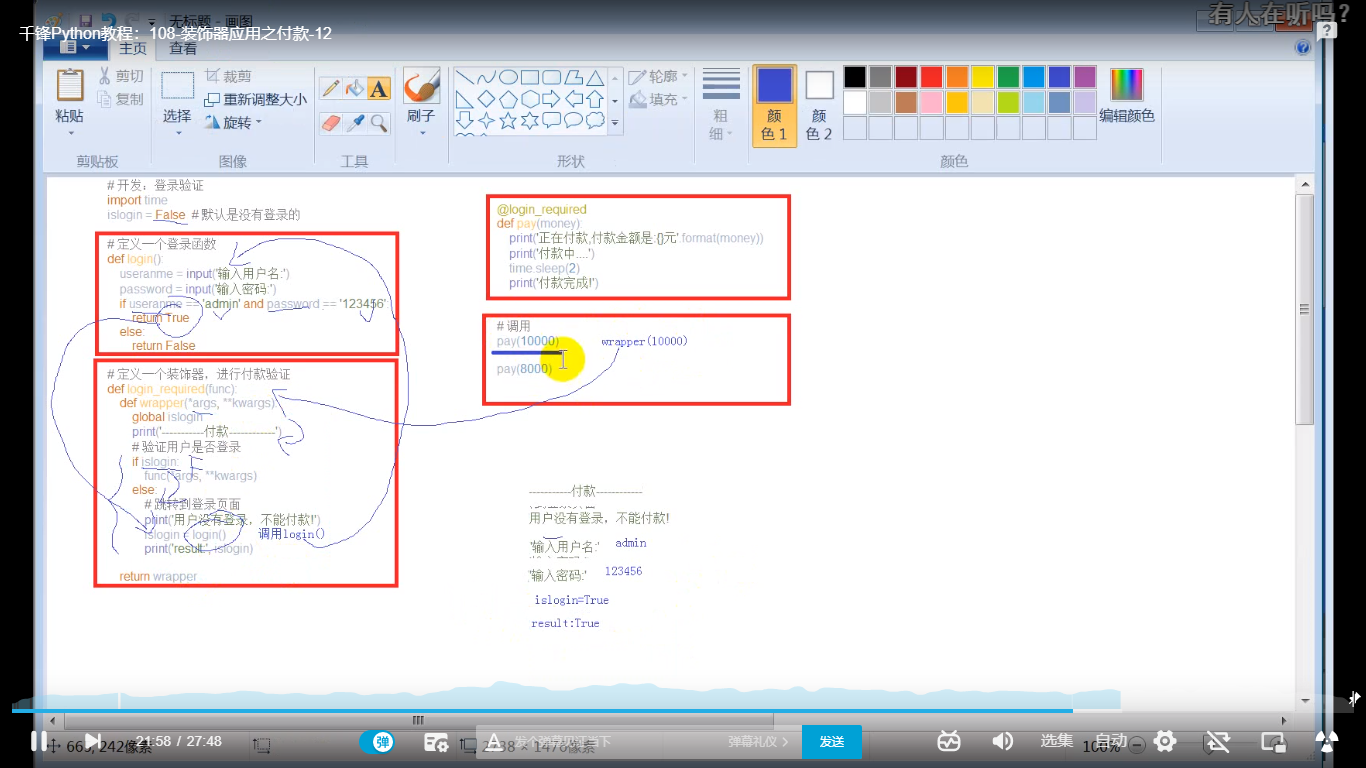 无标题 - 画图
有人在听吗?
千锋Python教程：108-装饰器应用之付款-12
主页
查看
粘贴
剪切
复制
剪贴板
选择
裁剪
重新调整大小
旋转
图像
A
工具
刷子
形状
轮廓
填充
粗
细
颜
色 1
颜
色 2
编辑颜色
颜色
# 开发：登录验证
import time
islogin = False # 默认是没有登录的
# 定义一个登录函数
def login():
useranme = input('输入用户名:')
password = input('输入密码:')
if useranme == 'admin' and password == '123456'
return True
else:
return False
# 定义一个装饰器，进行付款验证
def login_required(func):
def wrapper(*args, **kwargs):
global islogin
print('-----------付款------------')
# 验证用户是否登录
if islogin: F
func(*args, **kwargs)
else:
# 跳转到登录页面
print('用户没有登录，不能付款!')
islogin = login() 调用login()
print('result:', islogin)
return wrapper
@login_required
def pay(money):
print('正在付款,付款金额是:{}元'.format(money))
print('付款中....')
time.sleep(2)
print('付款完成!')
# 调用
pay(10000) wrapper(10000)
pay(8000)
-----------付款------------
用户没有登录，不能付款!
'输入用户名:' admin
'输入密码:' 123456
islogin=True
result:True
21:58 / 27:48
弹
发个弹幕见证当下
弹幕礼仪
发送
选集
自动
100%